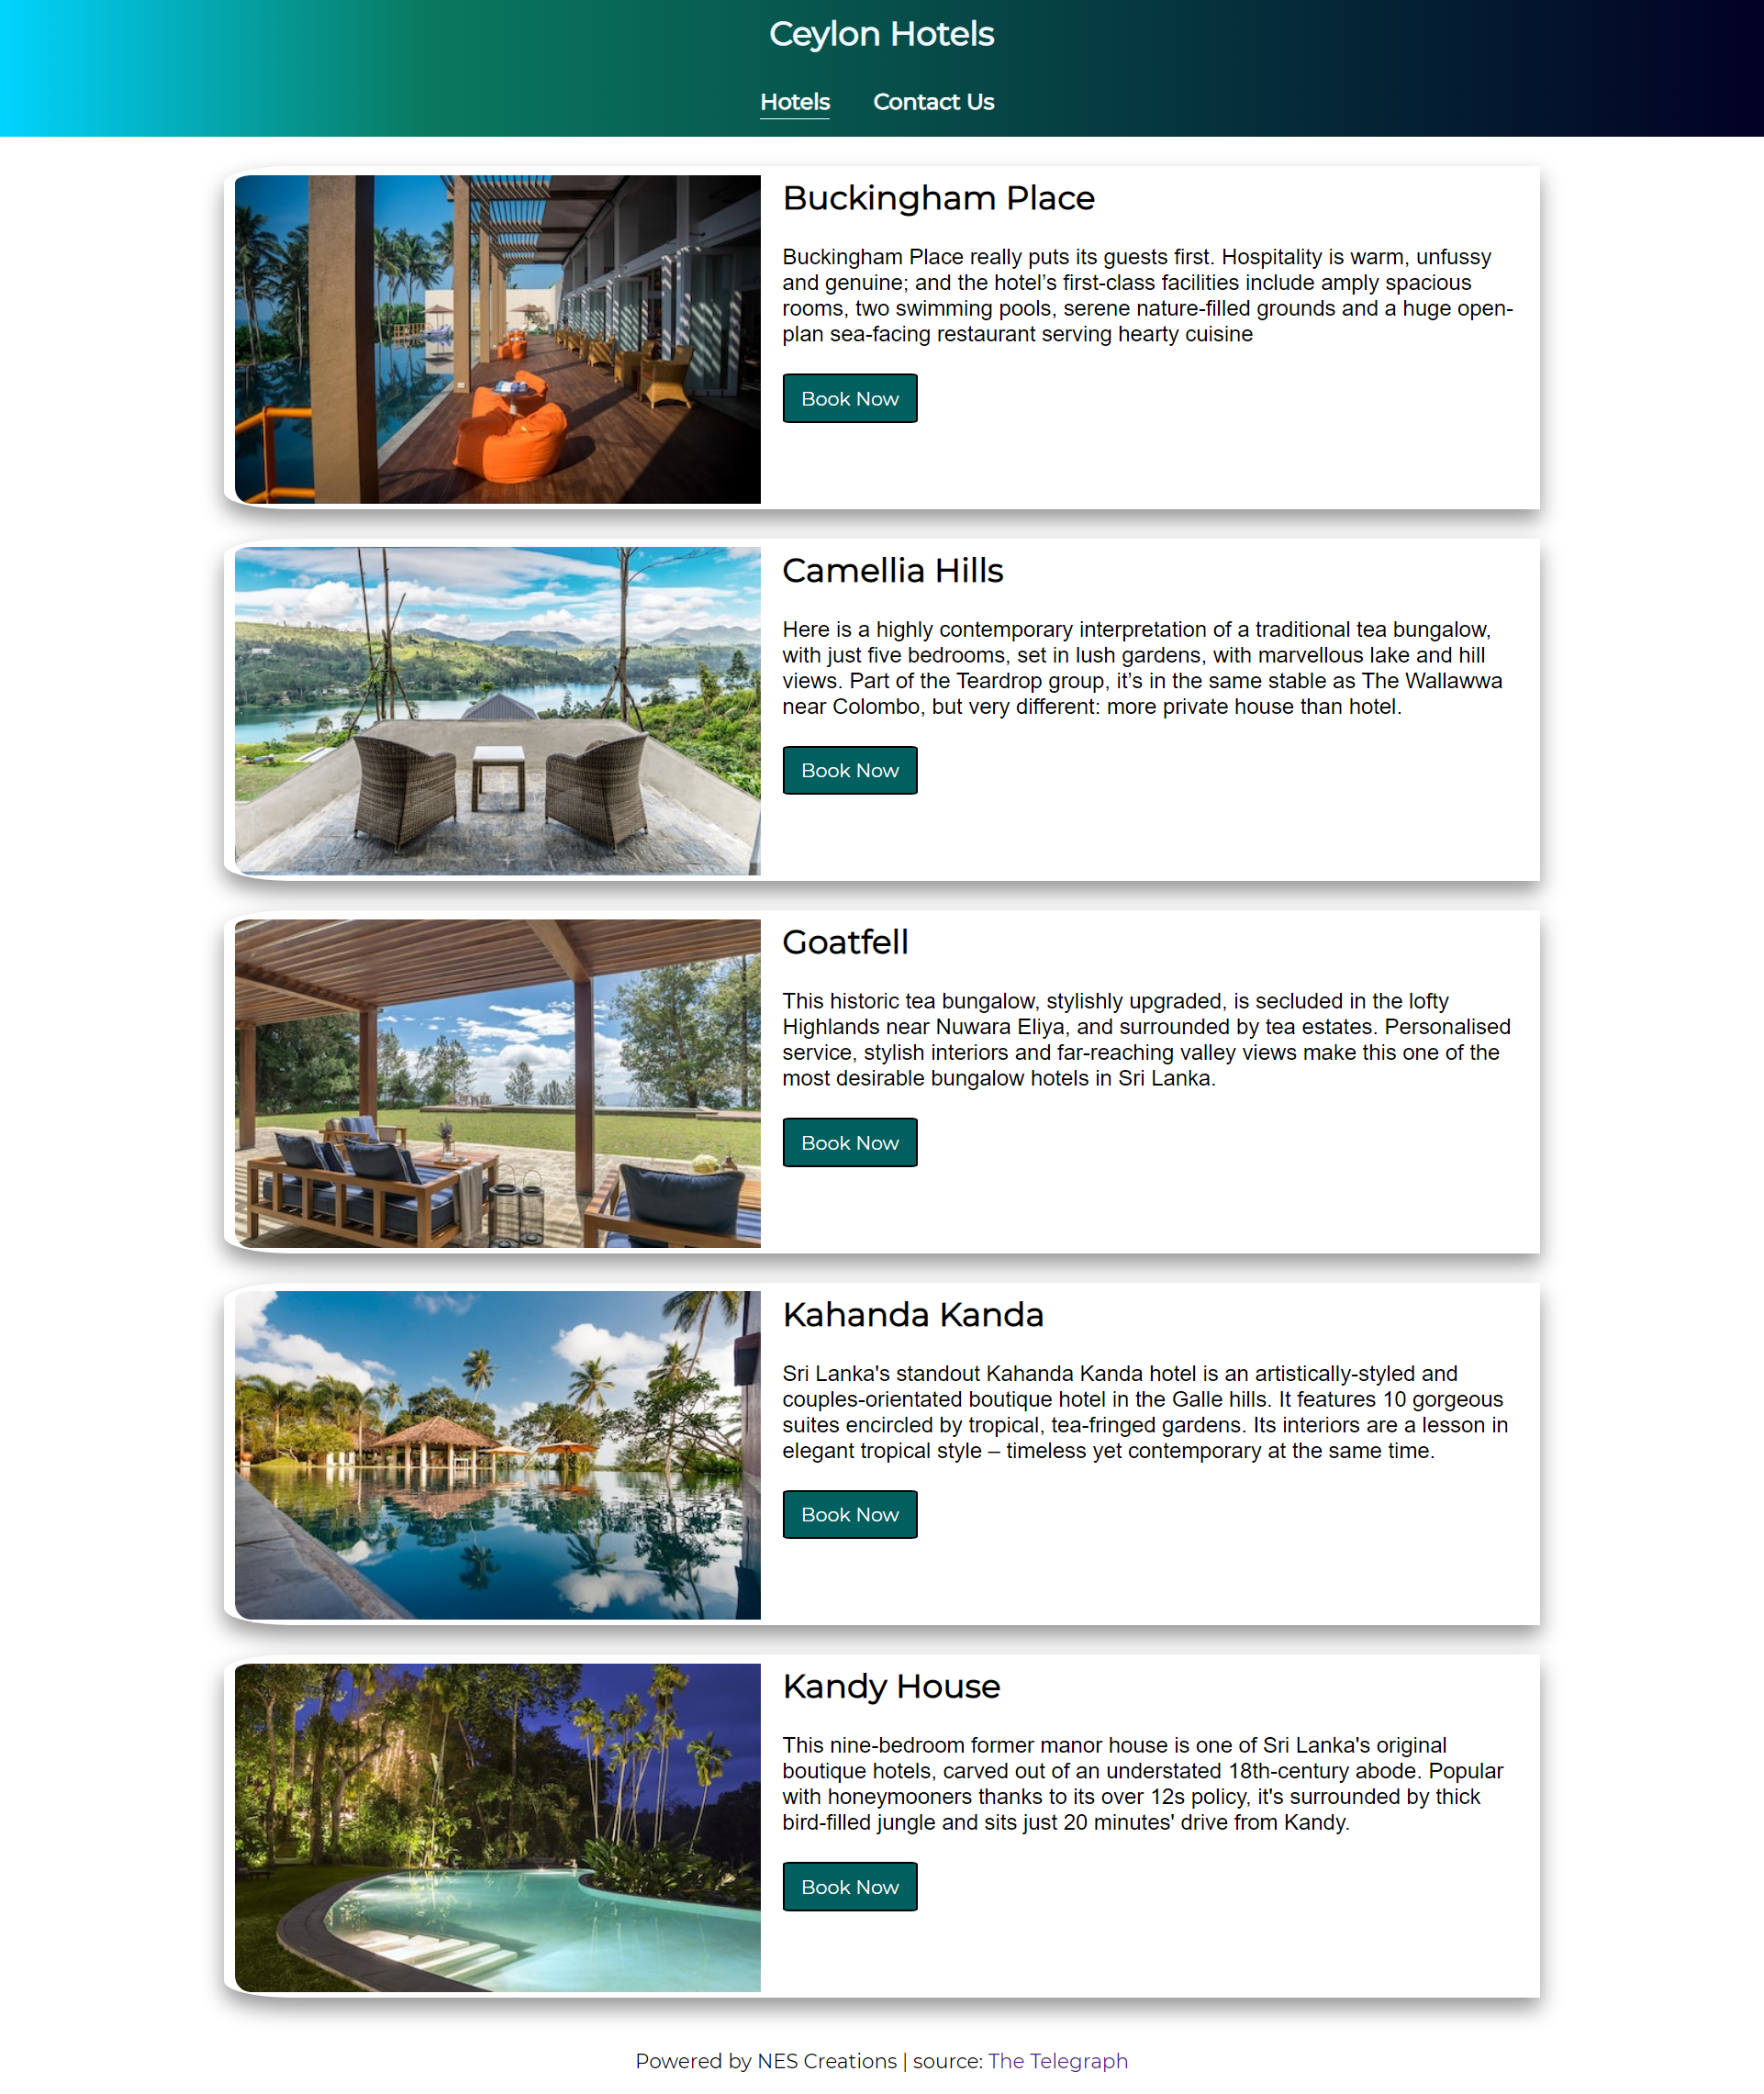 Ceylon Hotels
Hotels Contact Us
Buckingham Place
Buckingham Place really puts its guests first. Hospitality is warm, unfussy
and genuine; and the hotel’s first-class facilities include amply spacious
rooms, two swimming pools, serene nature-filled grounds and a huge open-
plan sea-facing restaurant serving hearty cuisine
Book Now
Camellia Hills
Here is a highly contemporary interpretation of a traditional tea bungalow,
with just five bedrooms, set in lush gardens, with marvellous lake and hill
views. Part of the Teardrop group, it’s in the same stable as The Wallawwa
near Colombo, but very different: more private house than hotel.
Book Now
Goatfell
This historic tea bungalow, stylishly upgraded, is secluded in the lofty
Highlands near Nuwara Eliya, and surrounded by tea estates. Personalised
service, stylish interiors and far-reaching valley views make this one of the
most desirable bungalow hotels in Sri Lanka.
Book Now
Kahanda Kanda
Sri Lanka's standout Kahanda Kanda hotel is an artistically-styled and
couples-orientated boutique hotel in the Galle hills. It features 10 gorgeous
suites encircled by tropical, tea-fringed gardens. Its interiors are a lesson in
elegant tropical style – timeless yet contemporary at the same time.
Book Now
Kandy House
This nine-bedroom former manor house is one of Sri Lanka's original
boutique hotels, carved out of an understated 18th-century abode. Popular
with honeymooners thanks to its over 12s policy, it's surrounded by thick
bird-filled jungle and sits just 20 minutes' drive from Kandy.
Book Now
Powered by NES Creations | source: The Telegraph